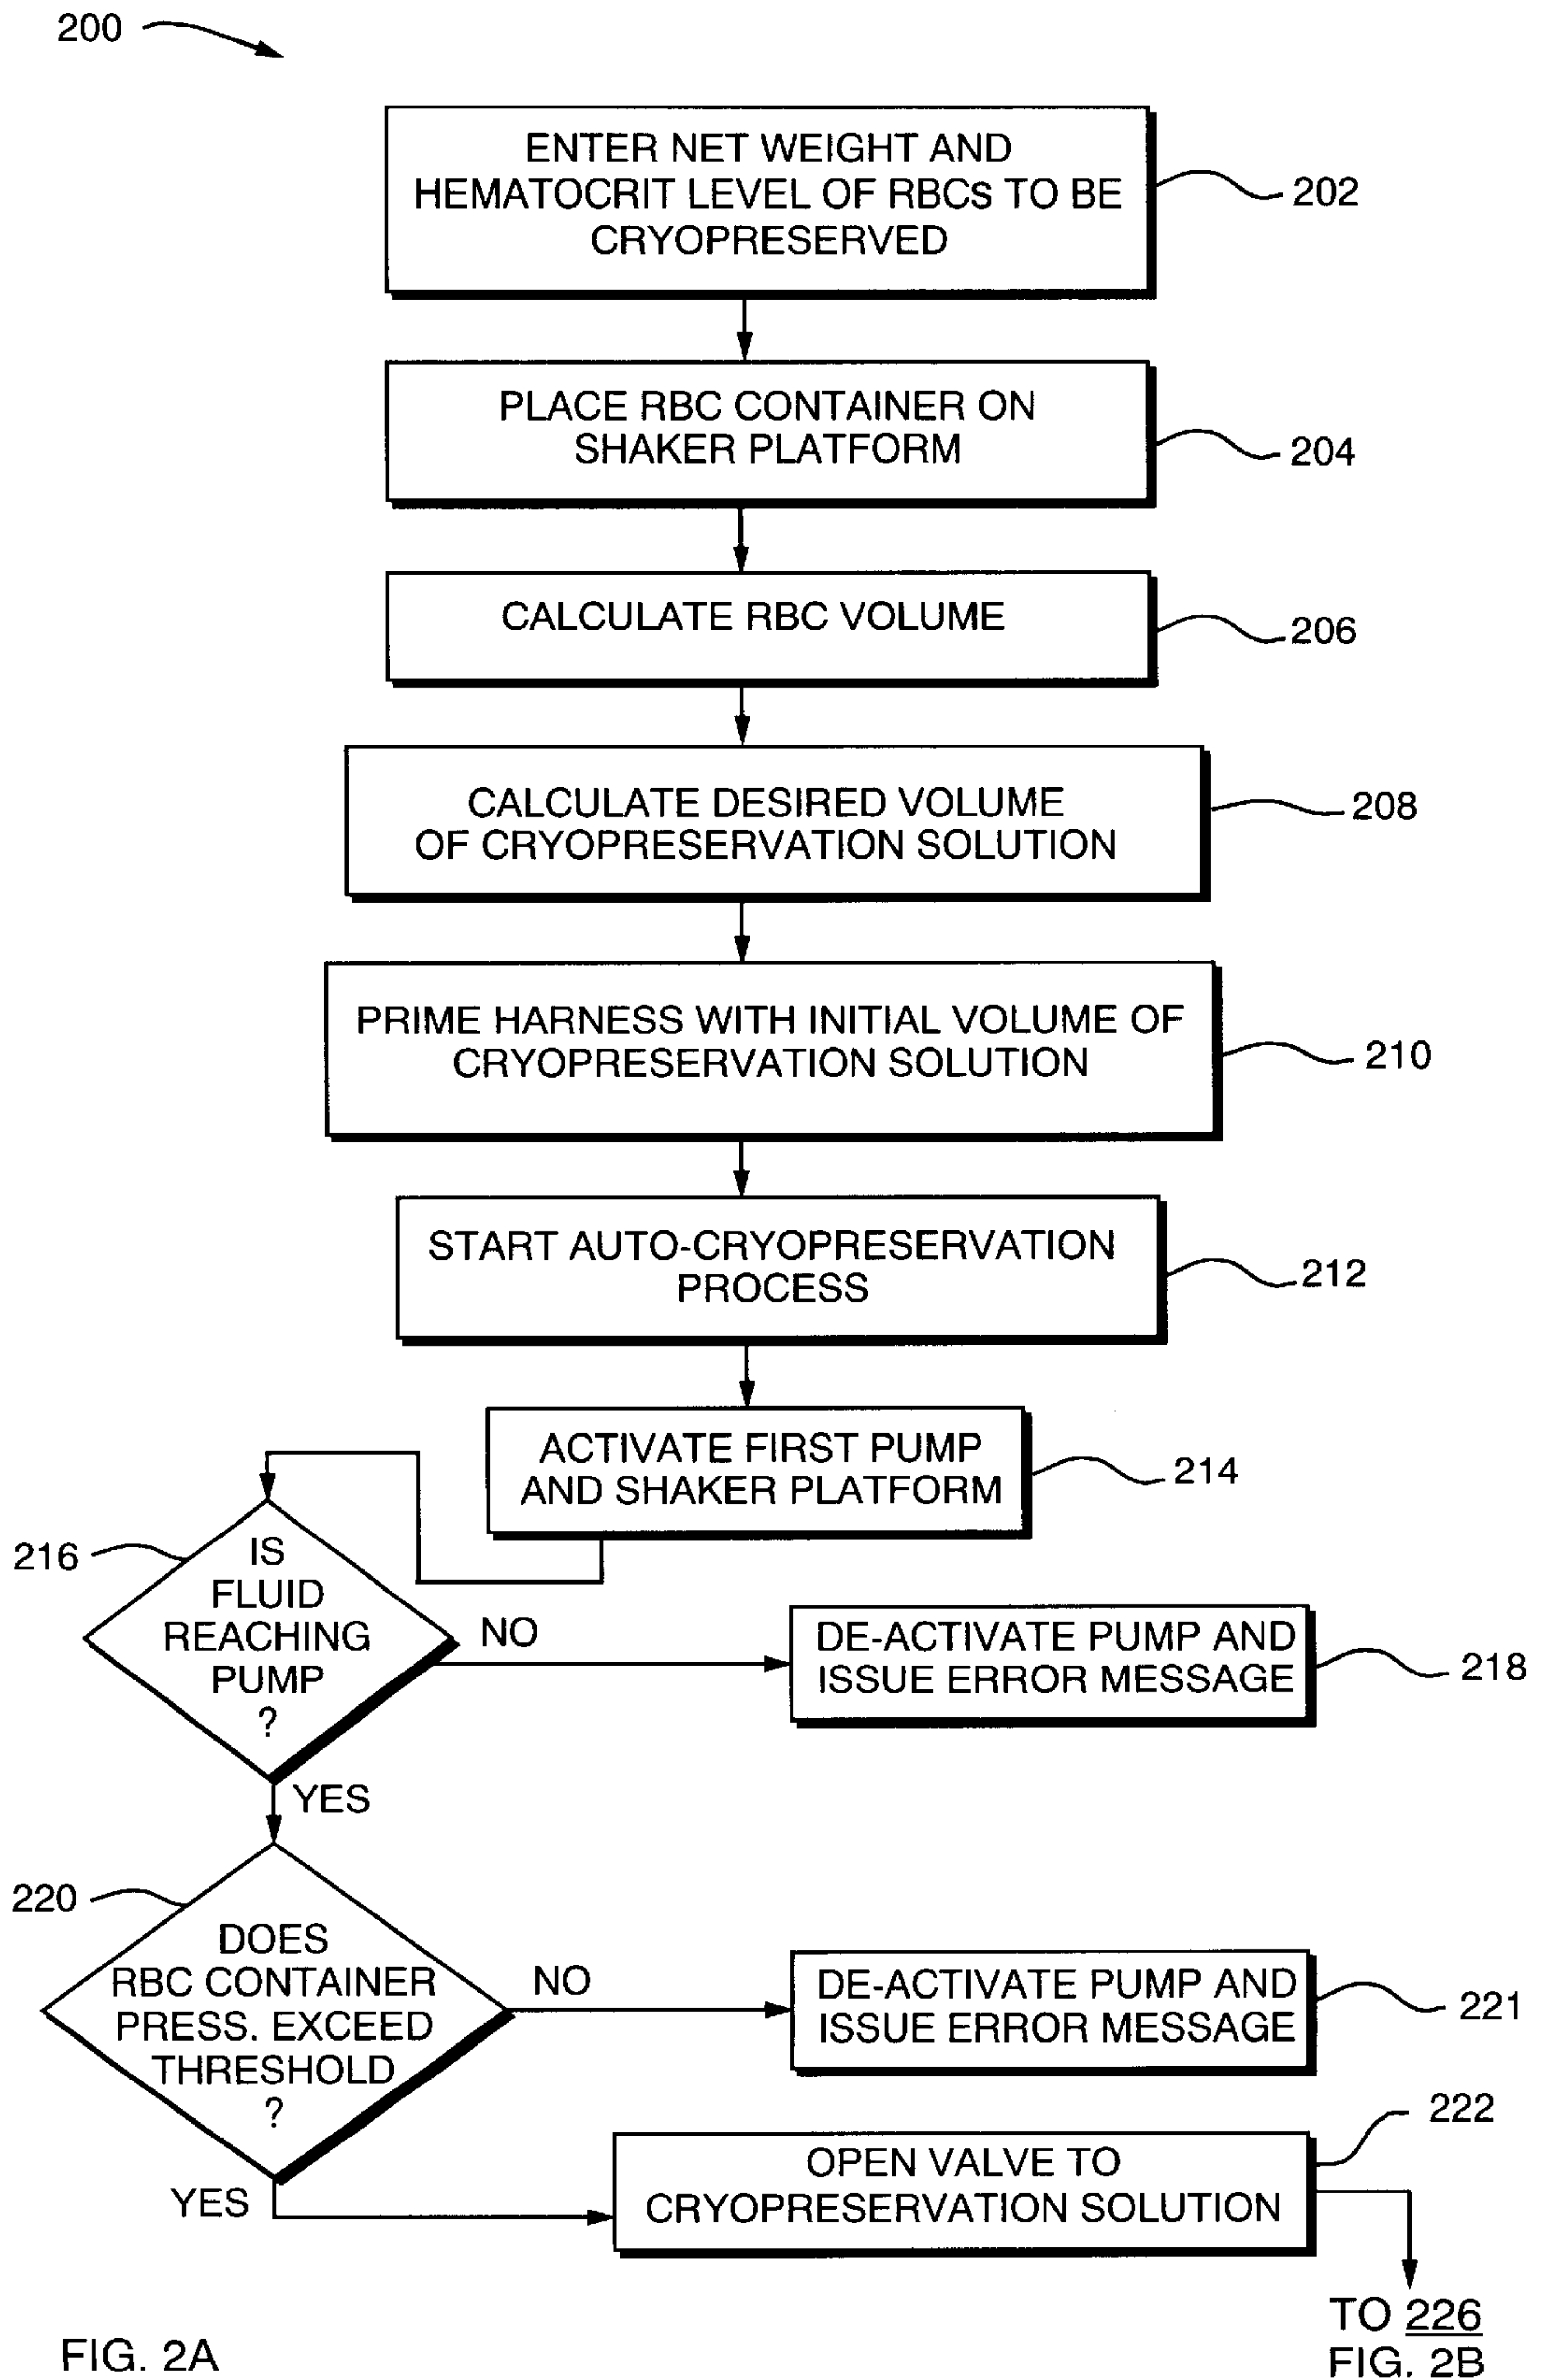 200
ENTER NET WEIGHT AND
HEMATOCRIT LEVEL OF RBCs TO BE
CRYOPRESERVED
202
PLACE RBC CONTAINER ON
SHAKER PLATFORM
204
CALCULATE RBC VOLUME
206
CALCULATE DESIRED VOLUME
OF CRYOPRESERVATION SOLUTION
208
PRIME HARNESS WITH INITIAL VOLUME OF
CRYOPRESERVATION SOLUTION
210
START AUTO-CRYOPRESERVATION
PROCESS
212
ACTIVATE FIRST PUMP
AND SHAKER PLATFORM
214
216
IS
FLUID
REACHING
PUMP
?
NO
DE-ACTIVATE PUMP AND
ISSUE ERROR MESSAGE
218
YES
220
DOES
RBC CONTAINER
PRESS. EXCEED
THRESHOLD
?
NO
DE-ACTIVATE PUMP AND
ISSUE ERROR MESSAGE
221
YES
OPEN VALVE TO
CRYOPRESERVATION SOLUTION
222
TO 226
FIG. 2B
FIG. 2A